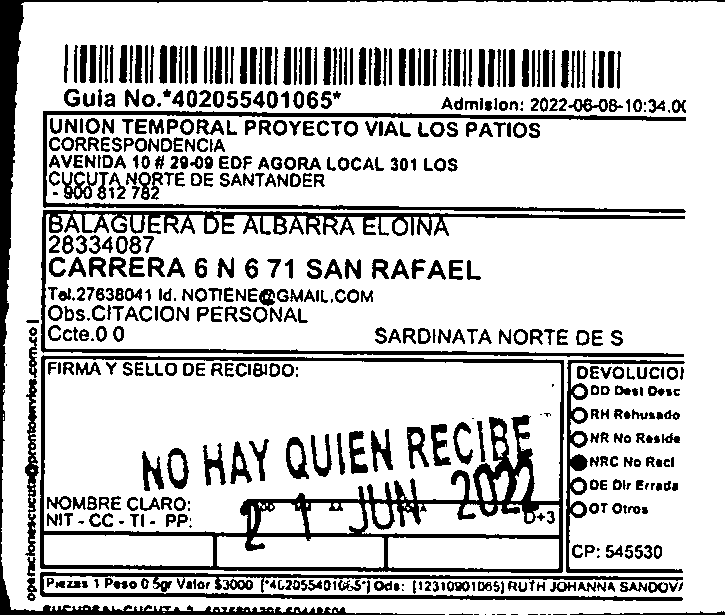 Guia No.*402055401065*
Admision: 2022-06-08-10:34.00
UNION TEMPORAL PROYECTO VIAL LOS PATIOS
CORRESPONDENCIA
AVENIDA 10 # 29-09 EDF AGORA LOCAL 301 LOS
CUCUTA NORTE DE SANTANDER
- 900 812 782
BALAGUERA DE ALBARRA ELOINA
28334087
CARRERA 6 N 6 71 SAN RAFAEL
Tel.27638041 Id. NOTIENE@GMAIL.COM
Obs.CITACION PERSONAL
Ccte.0 0
SARDINATA NORTE DE S
operacionescucuta@prontoenvios.com.co
FIRMA Y SELLO DE RECIBIDO:
NO HAY QUIEN RECIBE
21 JUN 2022
NOMBRE CLARO:
NIT - CC - TI - PP:
D+3
DEVOLUCIO
DD Desl Desc
RH Rehusado
NR No Reside
NRC No Reci
DE Dir Errada
OT Otros
CP: 545530
Piezas 1 Peso 0.5gr Valor $3000 [*402055401065*] Ods: [12310901065] RUTH JOHANNA SANDOV